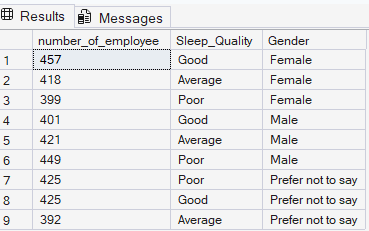 Results Messages
number_of_employee Sleep_Quality Gender
1 457 Good Female
2 418 Average Female
3 399 Poor Female
4 401 Good Male
5 421 Average Male
6 449 Poor Male
7 425 Poor Prefer not to say
8 425 Good Prefer not to say
9 392 Average Prefer not to say